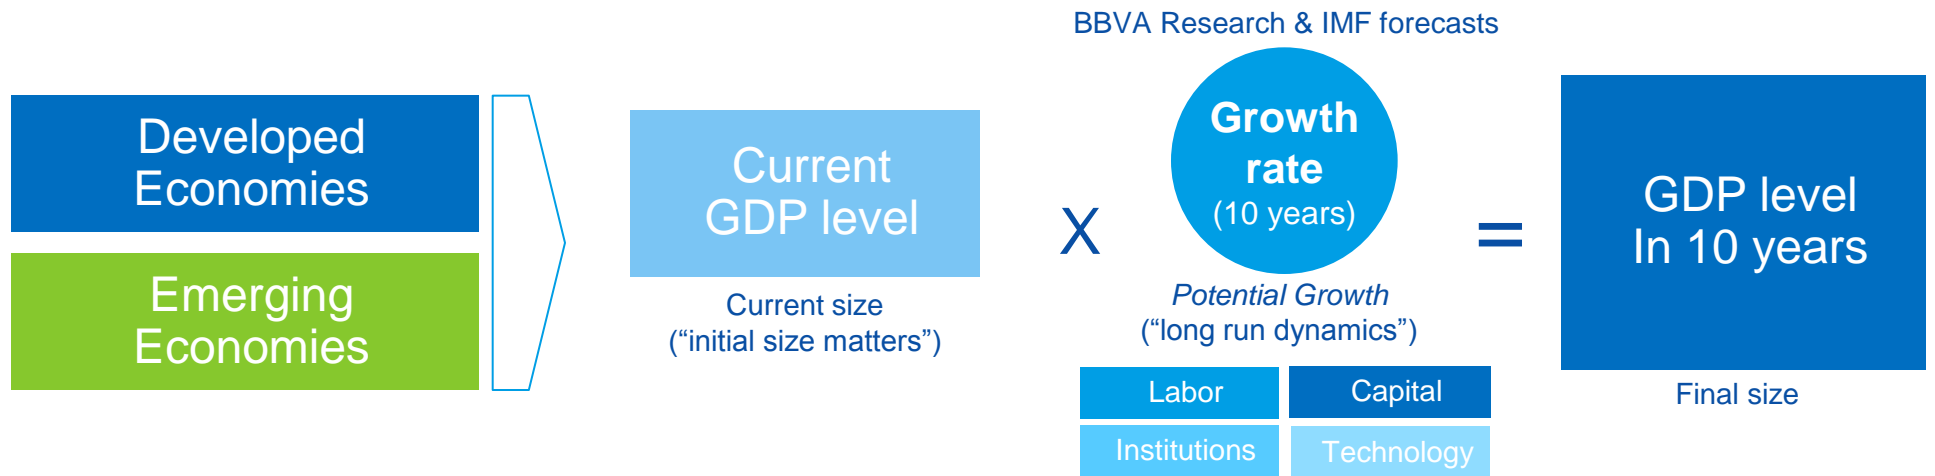 BBVA Research & IMF forecasts
Developed
Economies
Emerging
Economies
Current
GDP level
Current size
(“initial size matters”)
X
Growth
rate
(10 years)
Potential Growth
(“long run dynamics”)
Labor
Capital
Institutions
Technology
=
GDP level
In 10 years
Final size